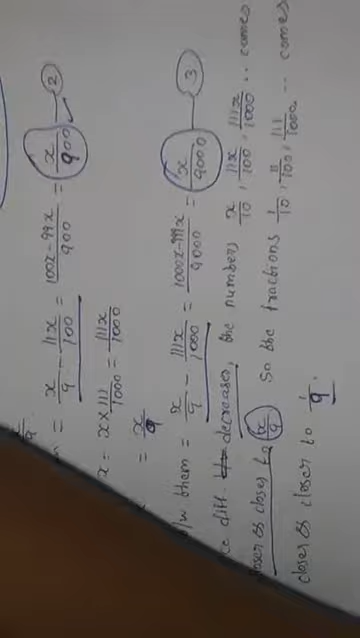 x/9
m = x/9 - 11x/100 = 100x-99x/900 = x/900 - ②
x = x×111/1000 = 111x/1000
= x/9
b/w them = x/9 - 111x/1000 = 1000x-999x/9000 = x/9000 - ③
ce diff. decreases, the numbers x/10, 11x/100, 111x/1000 .. comes
closer & closer to x/9 so the fractions 1/10, 11/100, 111/1000 -- comes
closer & closer to 1/9.